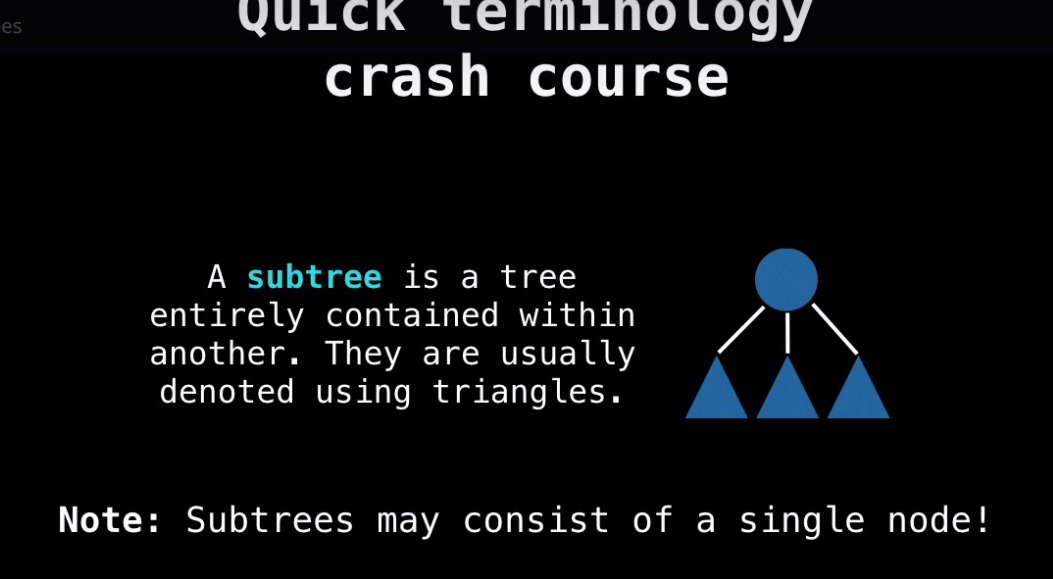 es
Quick terminology
crash course
A subtree is a tree
entirely contained within
another. They are usually
denoted using triangles.
Note: Subtrees may consist of a single node!